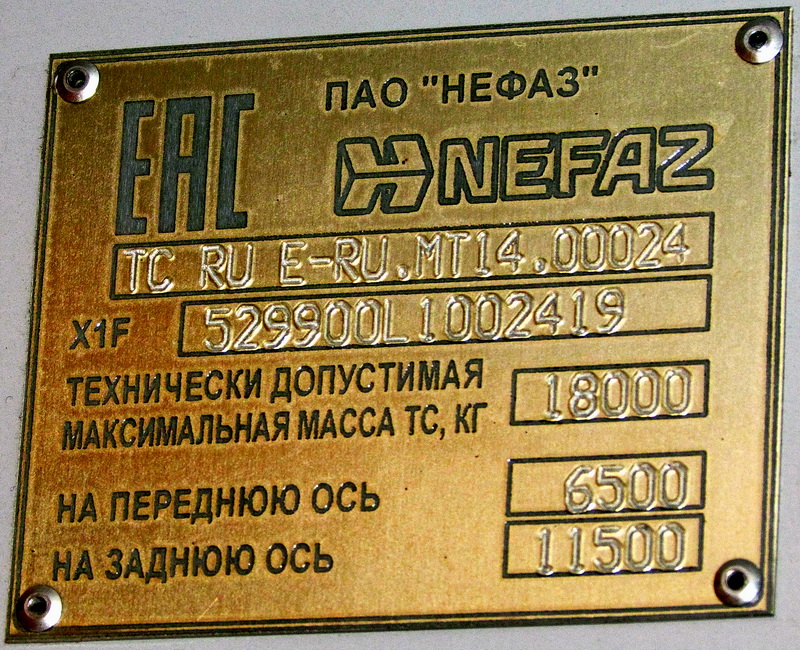 EAC ПАО "НЕФАЗ"
NEFAZ
TC RU E-RU.MT14.00024
X1F 529900L1002419
ТЕХНИЧЕСКИ ДОПУСТИМАЯ
МАКСИМАЛЬНАЯ МАССА ТС, КГ 18000
НА ПЕРЕДНЮЮ ОСЬ 6500
НА ЗАДНЮЮ ОСЬ 11500